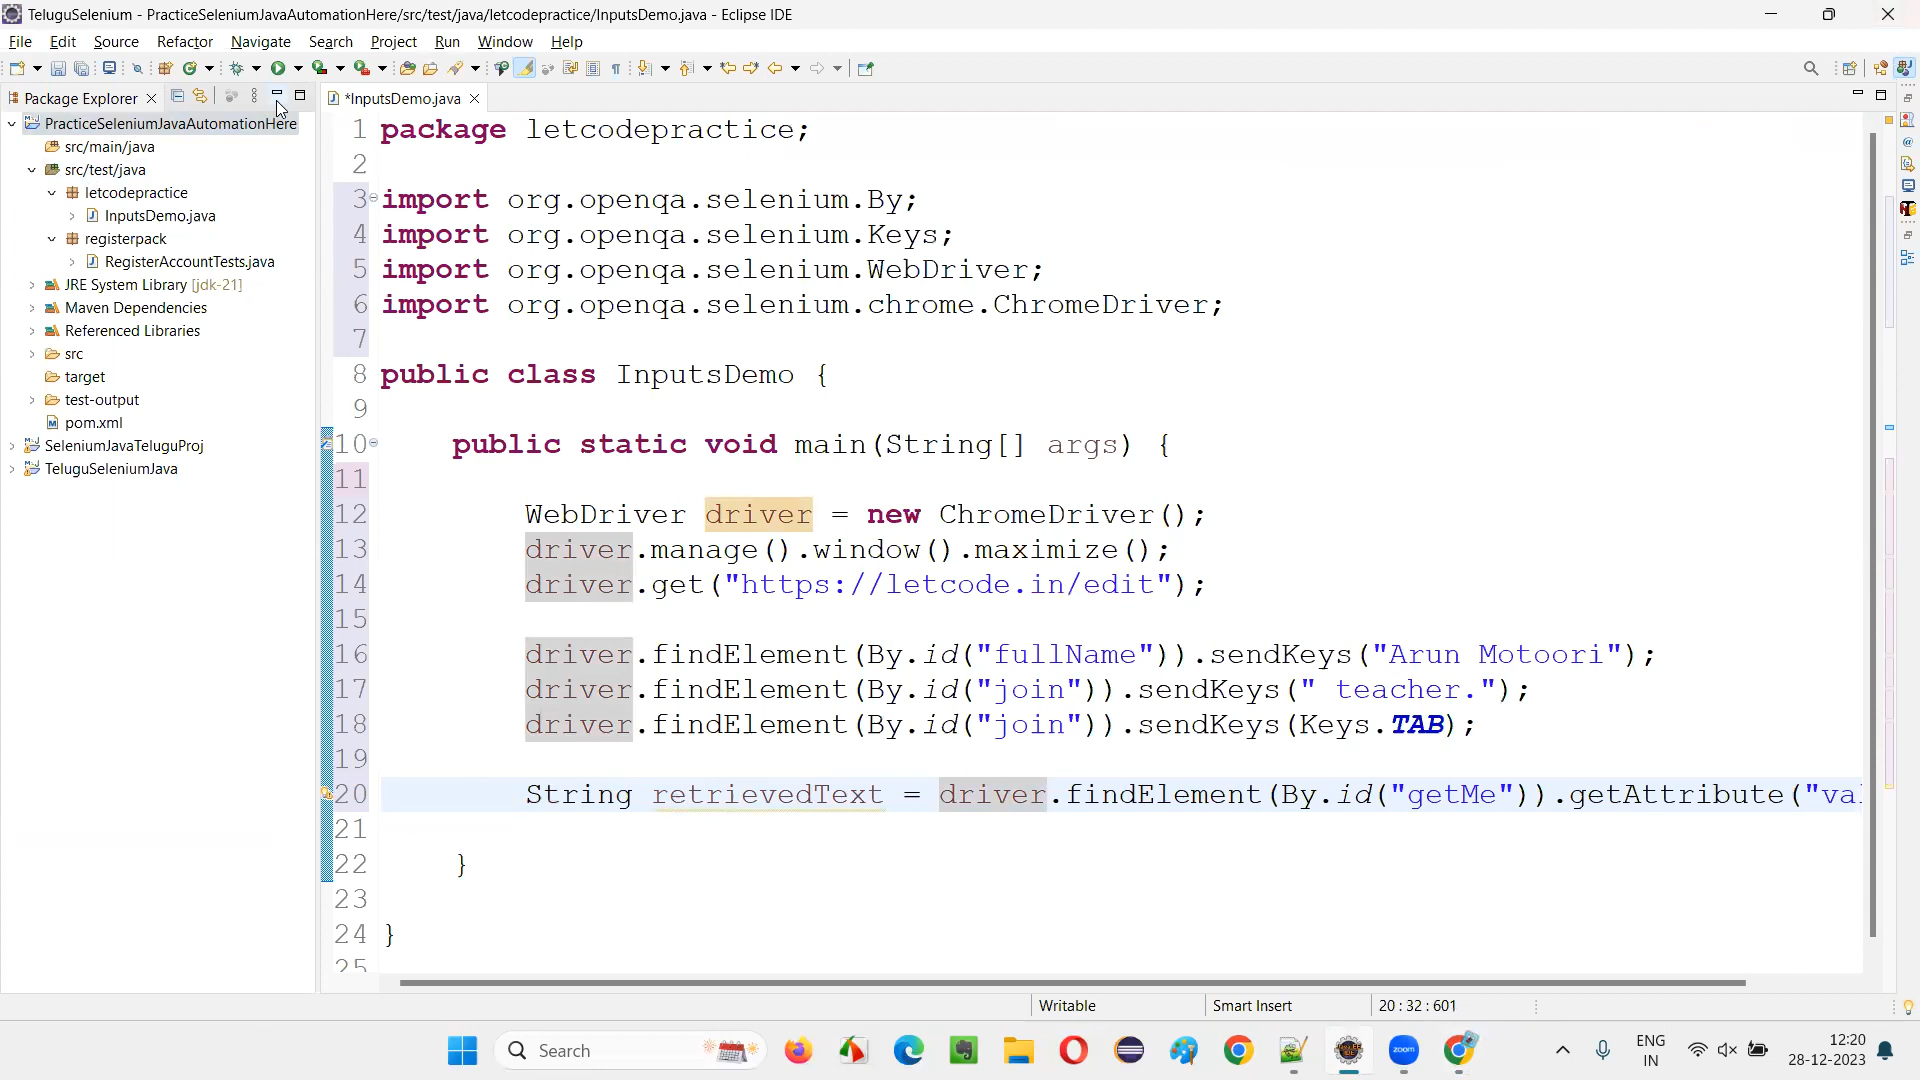 TeluguSelenium - PracticeSeleniumJavaAutomationHere/src/test/java/letcodepractice/InputsDemo.java - Eclipse IDE
File Edit Source Refactor Navigate Search Project Run Window Help
Package Explorer
*InputsDemo.java
PracticeSeleniumJavaAutomationHere
src/main/java
src/test/java
letcodepractice
InputsDemo.java
registerpack
RegisterAccountTests.java
JRE System Library [jdk-21]
Maven Dependencies
Referenced Libraries
src
target
test-output
pom.xml
SeleniumJavaTeluguProj
TeluguSeleniumJava
1 package letcodepractice;
2
3 import org.openqa.selenium.By;
4 import org.openqa.selenium.Keys;
5 import org.openqa.selenium.WebDriver;
6 import org.openqa.selenium.chrome.ChromeDriver;
7
8 public class InputsDemo {
9
10 public static void main(String[] args) {
11
12 WebDriver driver = new ChromeDriver();
13 driver.manage().window().maximize();
14 driver.get("https://letcode.in/edit");
15
16 driver.findElement(By.id("fullName")).sendKeys("Arun Motoori");
17 driver.findElement(By.id("join")).sendKeys(" teacher.");
18 driver.findElement(By.id("join")).sendKeys(Keys.TAB);
19
20 String retrievedText = driver.findElement(By.id("getMe")).getAttribute("val
21
22 }
23
24 }
25
Writable
Smart Insert
20 : 32 : 601
Search
zoom
ENG
IN
12:20
28-12-2023